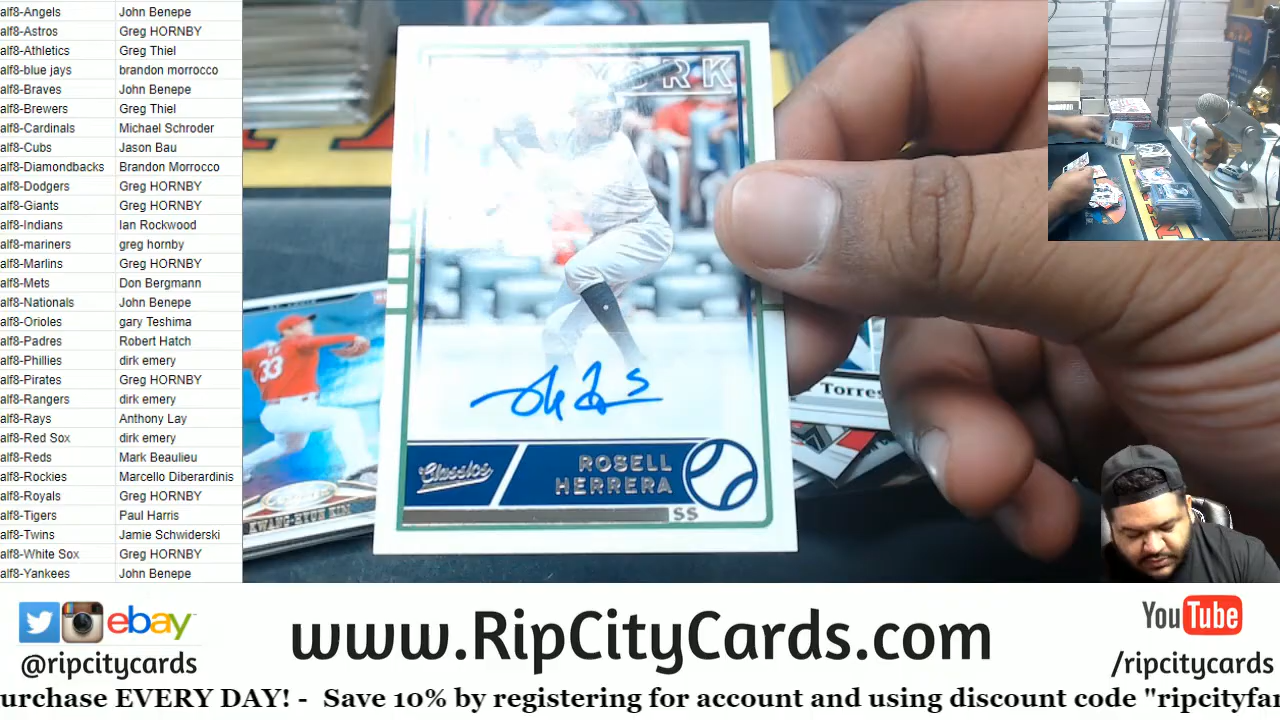 alf8-Angels John Benepe
alf8-Astros Greg HORNBY
alf8-Athletics Greg Thiel
alf8-blue jays brandon morrocco
alf8-Braves John Benepe
alf8-Brewers Greg Thiel
alf8-Cardinals Michael Schroder
alf8-Cubs Jason Bau
alf8-Diamondbacks Brandon Morrocco
alf8-Dodgers Greg HORNBY
alf8-Giants Greg HORNBY
alf8-Indians Ian Rockwood
alf8-mariners greg hornby
alf8-Marlins Greg HORNBY
alf8-Mets Don Bergmann
alf8-Nationals John Benepe
alf8-Orioles gary Teshima
alf8-Padres Robert Hatch
alf8-Phillies dirk emery
alf8-Pirates Greg HORNBY
alf8-Rangers dirk emery
alf8-Rays Anthony Lay
alf8-Red Sox dirk emery
alf8-Reds Mark Beaulieu
alf8-Rockies Marcello Diberardinis
alf8-Royals Greg HORNBY
alf8-Tigers Paul Harris
alf8-Twins Jamie Schwiderski
alf8-White Sox Greg HORNBY
alf8-Yankees John Benepe
YORK
33
KWANG-HYUN KIM
Torres
Classics
ROSELL
HERRERA
SS
ebay
@ripcitycards
www.RipCityCards.com
YouTube
/ripcitycards
urchase EVERY DAY! - Save 10% by registering for account and using discount code "ripcityfan